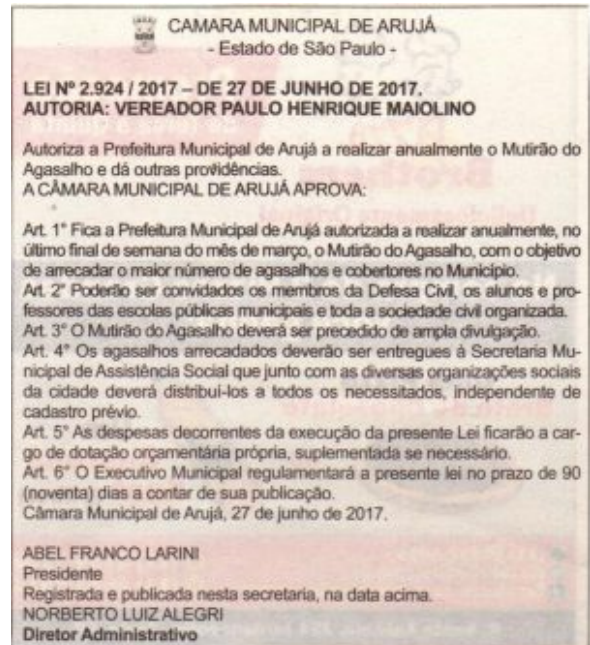 CAMARA MUNICIPAL DE ARUJÁ
- Estado de São Paulo -
LEI Nº 2.924 / 2017 – DE 27 DE JUNHO DE 2017.
AUTORIA: VEREADOR PAULO HENRIQUE MAIOLINO
Autoriza a Prefeitura Municipal de Arujá a realizar anualmente o Mutirão do
Agasalho e dá outras providências.
A CÂMARA MUNICIPAL DE ARUJÁ APROVA:
Art. 1° Fica a Prefeitura Municipal de Arujá autorizada a realizar anualmente, no
último final de semana do mês de março, o Mutirão do Agasalho, com o objetivo
de arrecadar o maior número de agasalhos e cobertores no Municipio.
Art. 2° Poderão ser convidados os membros da Defesa Civil, os alunos e pro-
fessores das escolas públicas municipais e toda a sociedade civil organizada.
Art. 3° O Mutirão do Agasalho deverá ser precedido de ampla divulgação.
Art. 4° Os agasalhos arrecadados deverão ser entregues à Secretaria Mu-
nicipal de Assistência Social que junto com as diversas organizações sociais
da cidade deverá distribuí-los a todos os necessitados, independente de
cadastro prévio.
Art. 5° As despesas decorrentes da execução da presente Lei ficarão a car-
go de dotação orçamentária própria, suplementada se necessário.
Art. 6° O Executivo Municipal regulamentará a presente lei no prazo de 90
(noventa) dias a contar de sua publicação.
Câmara Municipal de Arujá, 27 de junho de 2017.
ABEL FRANCO LARINI
Presidente
Registrada e publicada nesta secretaria, na data acima.
NORBERTO LUIZ ALEGRI
Diretor Administrativo